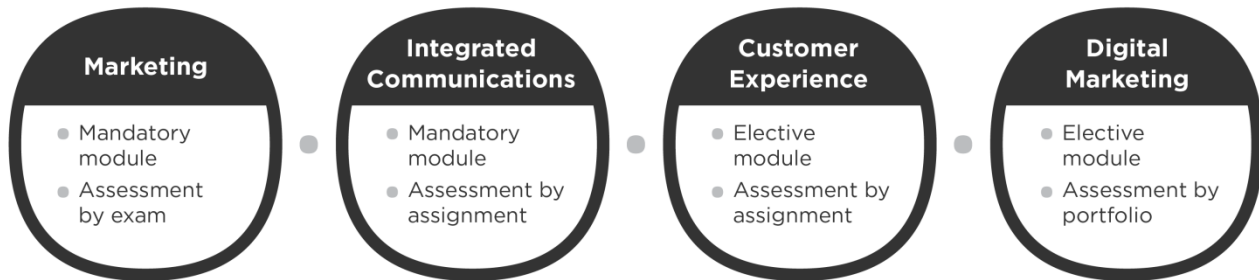 Marketing
Mandatory
module
Assessment
by exam
Integrated
Communications
Mandatory
module
Assessment by
assignment
Customer
Experience
Elective
module
Assessment by
assignment
Digital
Marketing
Elective
module
Assessment by
portfolio